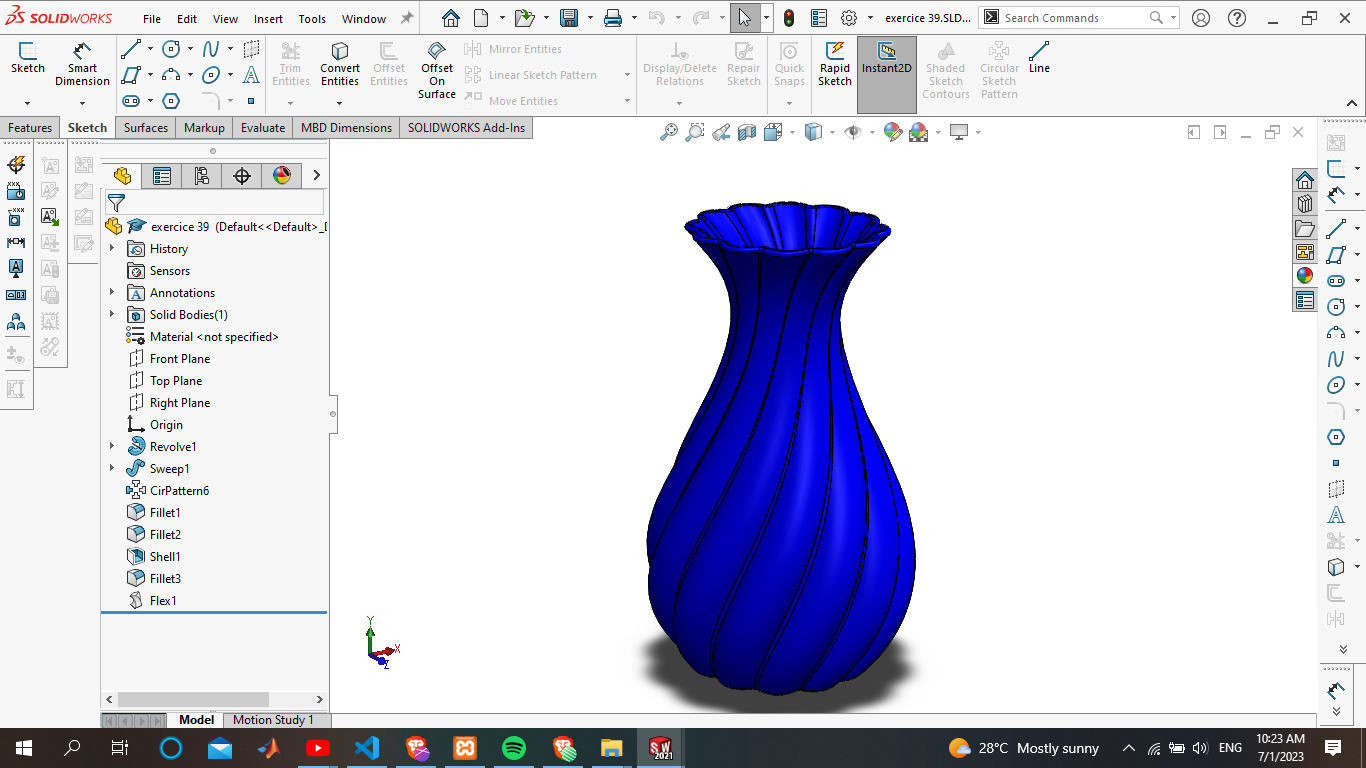 SOLIDWORKS File Edit Sketch View Insert Tools Window exercice 39.SLD... Search Commands
Sketch
Smart Dimension
Trim Entities
Convert Entities
Offset Entities
Offset On Surface
Mirror Entities
Linear Sketch Pattern
Move Entities
Display/Delete Relations
Repair Sketch
Quick Snaps
Rapid Sketch
Instant2D
Shaded Sketch Contours
Circular Sketch Pattern
Line
Features Sketch Surfaces Markup Evaluate MBD Dimensions SOLIDWORKS Add-Ins
exercice 39 (Default<<Default>_D
History
Sensors
Annotations
Solid Bodies(1)
Material <not specified>
Front Plane
Top Plane
Right Plane
Origin
Revolve1
Sweep1
CirPattern6
Fillet1
Fillet2
Shell1
Fillet3
Flex1
Y
X
Z
Model Motion Study 1
SW 2021
28°C Mostly sunny
ENG
10:23 AM
7/1/2023